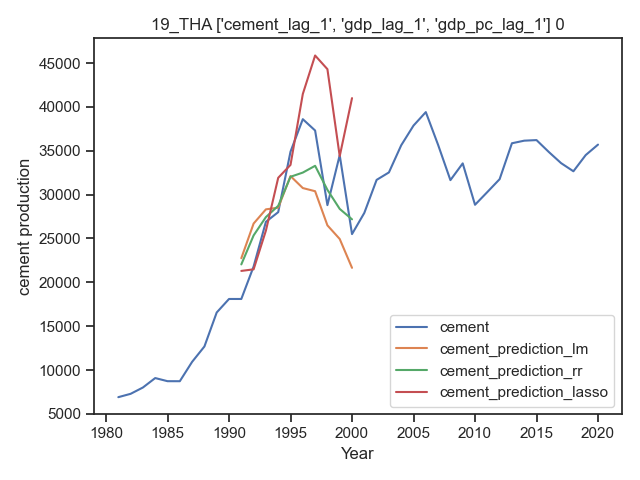 19_THA ['cement_lag_1', 'gdp_lag_1', 'gdp_pc_lag_1'] 0
45000
40000
35000
30000
25000
20000
15000
10000
5000
cement production
cement
cement_prediction_lm
cement_prediction_rr
cement_prediction_lasso
1980 1985 1990 1995 2000 2005 2010 2015 2020
Year